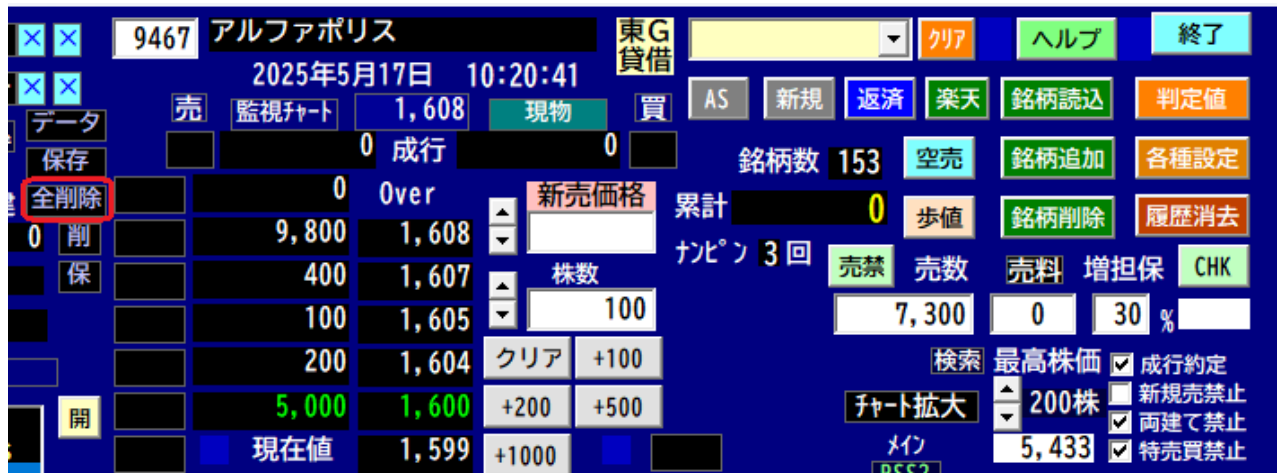 × × 9467 アルファポリス 東G 貸借 クリア ヘルプ 終了
2025年5月17日 10:20:41
× ×
売 監視ﾁｬｰﾄ 1,608 現物 買 AS 新規 返済 楽天 銘柄読込 判定値
データ
0 成行 0
保存 銘柄数 153 空売 銘柄追加 各種設定
全削除 0 Over 新売価格 累計 0 歩値 銘柄削除 履歴消去
0 削 9,800 1,608
ﾅﾝﾋﾟﾝ 3回
保 400 1,607 株数 売禁 売数 売料 増担保 CHK
100 1,605 100 7,300 0 30 %
200 1,604 クリア +100 検索 最高株価 成行約定
新規売禁止
開 5,000 1,600 +200 +500 ﾁｬｰﾄ拡大 200株
両建て禁止
現在値 1,599 +1000 ﾒｲﾝ 5,433 特売買禁止
RSS2